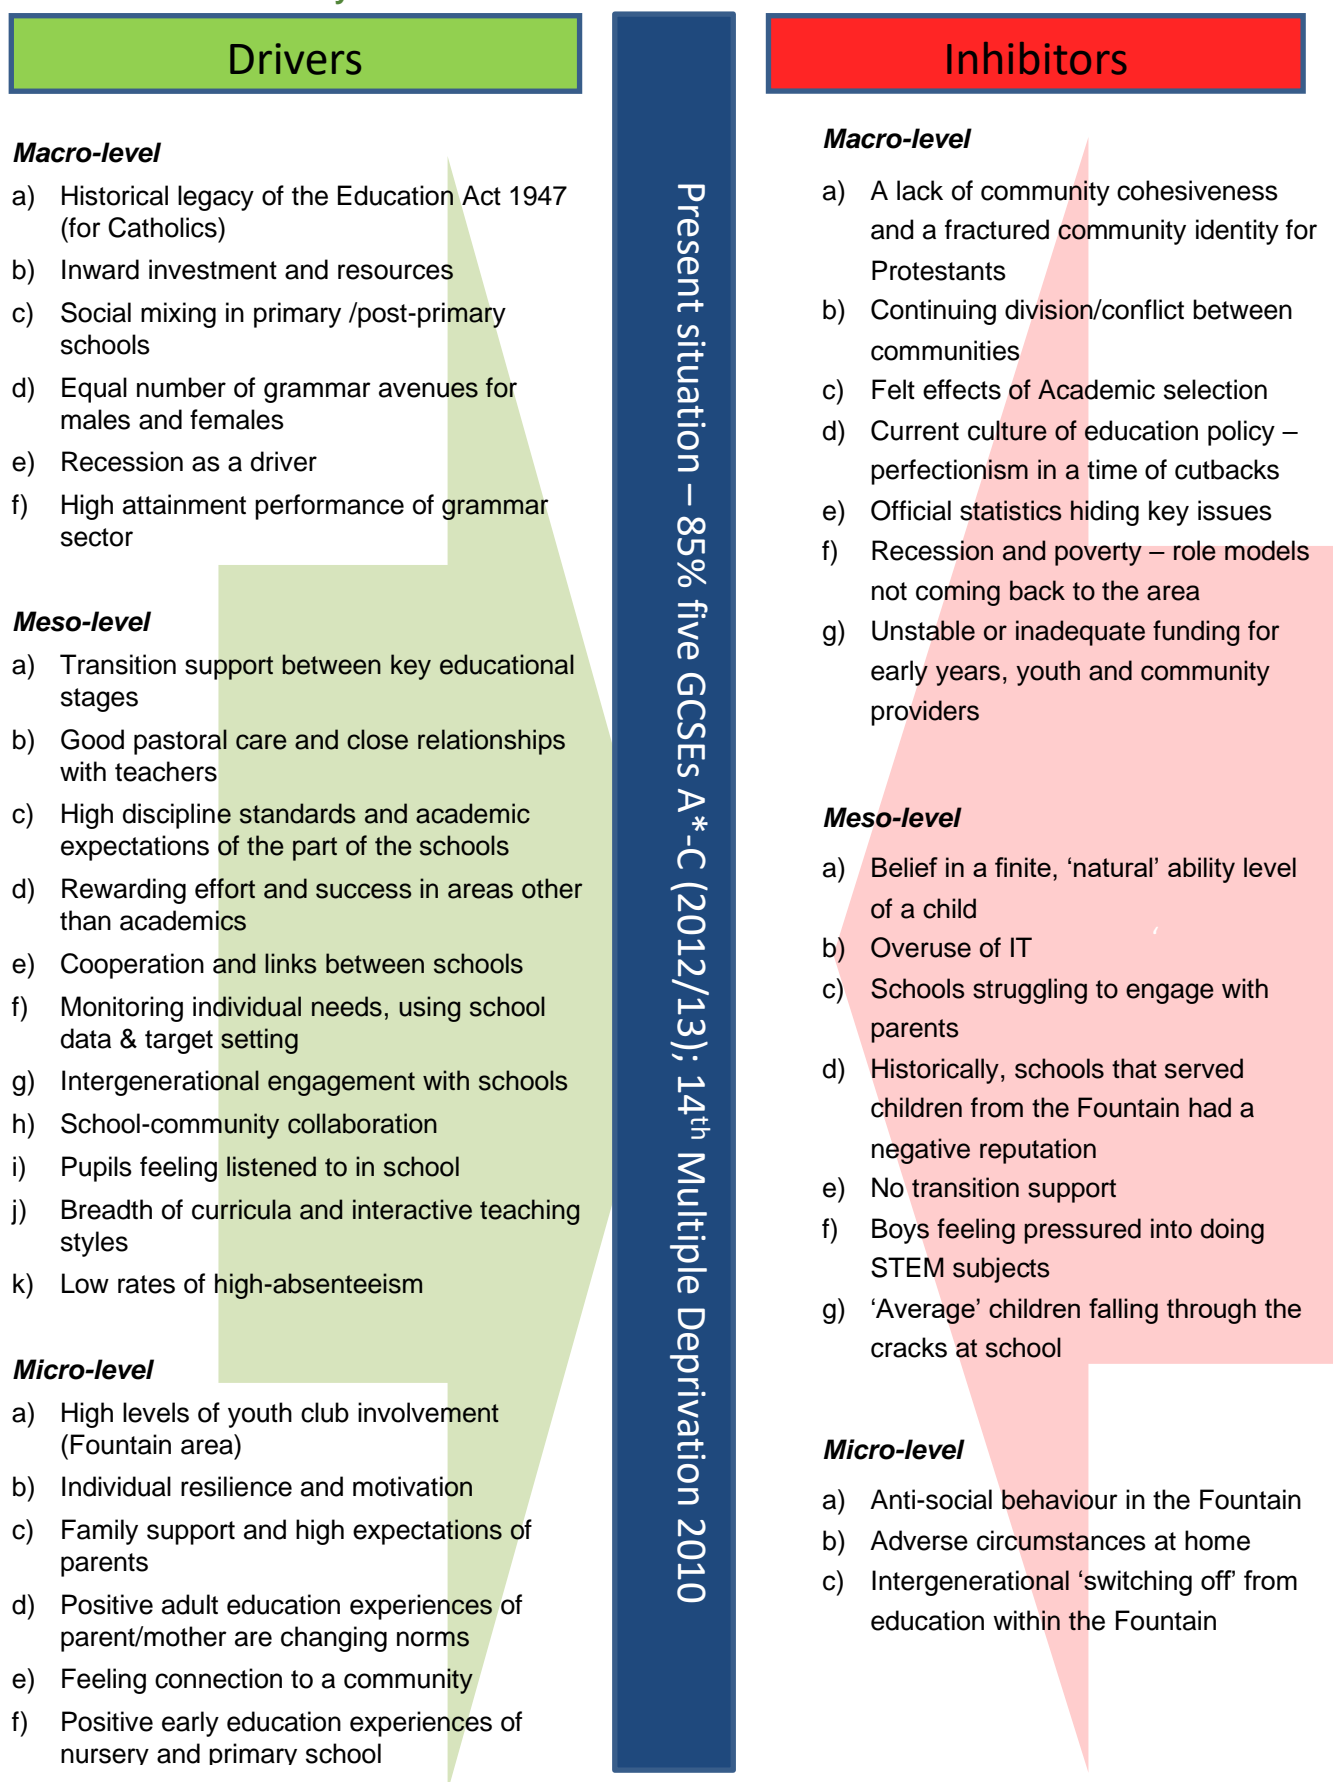 Drivers
Macro-level
a) Historical legacy of the Education Act 1947
(for Catholics)
b) Inward investment and resources
c) Social mixing in primary /post-primary
schools
d) Equal number of grammar avenues for
males and females
e) Recession as a driver
f) High attainment performance of grammar
sector
Meso-level
a) Transition support between key educational
stages
b) Good pastoral care and close relationships
with teachers
c) High discipline standards and academic
expectations of the part of the schools
d) Rewarding effort and success in areas other
than academics
e) Cooperation and links between schools
f) Monitoring individual needs, using school
data & target setting
g) Intergenerational engagement with schools
h) School-community collaboration
i) Pupils feeling listened to in school
j) Breadth of curricula and interactive teaching
styles
k) Low rates of high-absenteeism
Micro-level
a) High levels of youth club involvement
(Fountain area)
b) Individual resilience and motivation
c) Family support and high expectations of
parents
d) Positive adult education experiences of
parent/mother are changing norms
e) Feeling connection to a community
f) Positive early education experiences of
nursery and primary school
Present situation – 85% five GCSEs A*-C (2012/13); 14th Multiple Deprivation 2010
Inhibitors
Macro-level
a) A lack of community cohesiveness
and a fractured community identity for
Protestants
b) Continuing division/conflict between
communities
c) Felt effects of Academic selection
d) Current culture of education policy –
perfectionism in a time of cutbacks
e) Official statistics hiding key issues
f) Recession and poverty – role models
not coming back to the area
g) Unstable or inadequate funding for
early years, youth and community
providers
Meso-level
a) Belief in a finite, ‘natural’ ability level
of a child
b) Overuse of IT
c) Schools struggling to engage with
parents
d) Historically, schools that served
children from the Fountain had a
negative reputation
e) No transition support
f) Boys feeling pressured into doing
STEM subjects
g) ‘Average’ children falling through the
cracks at school
Micro-level
a) Anti-social behaviour in the Fountain
b) Adverse circumstances at home
c) Intergenerational ‘switching off’ from
education within the Fountain